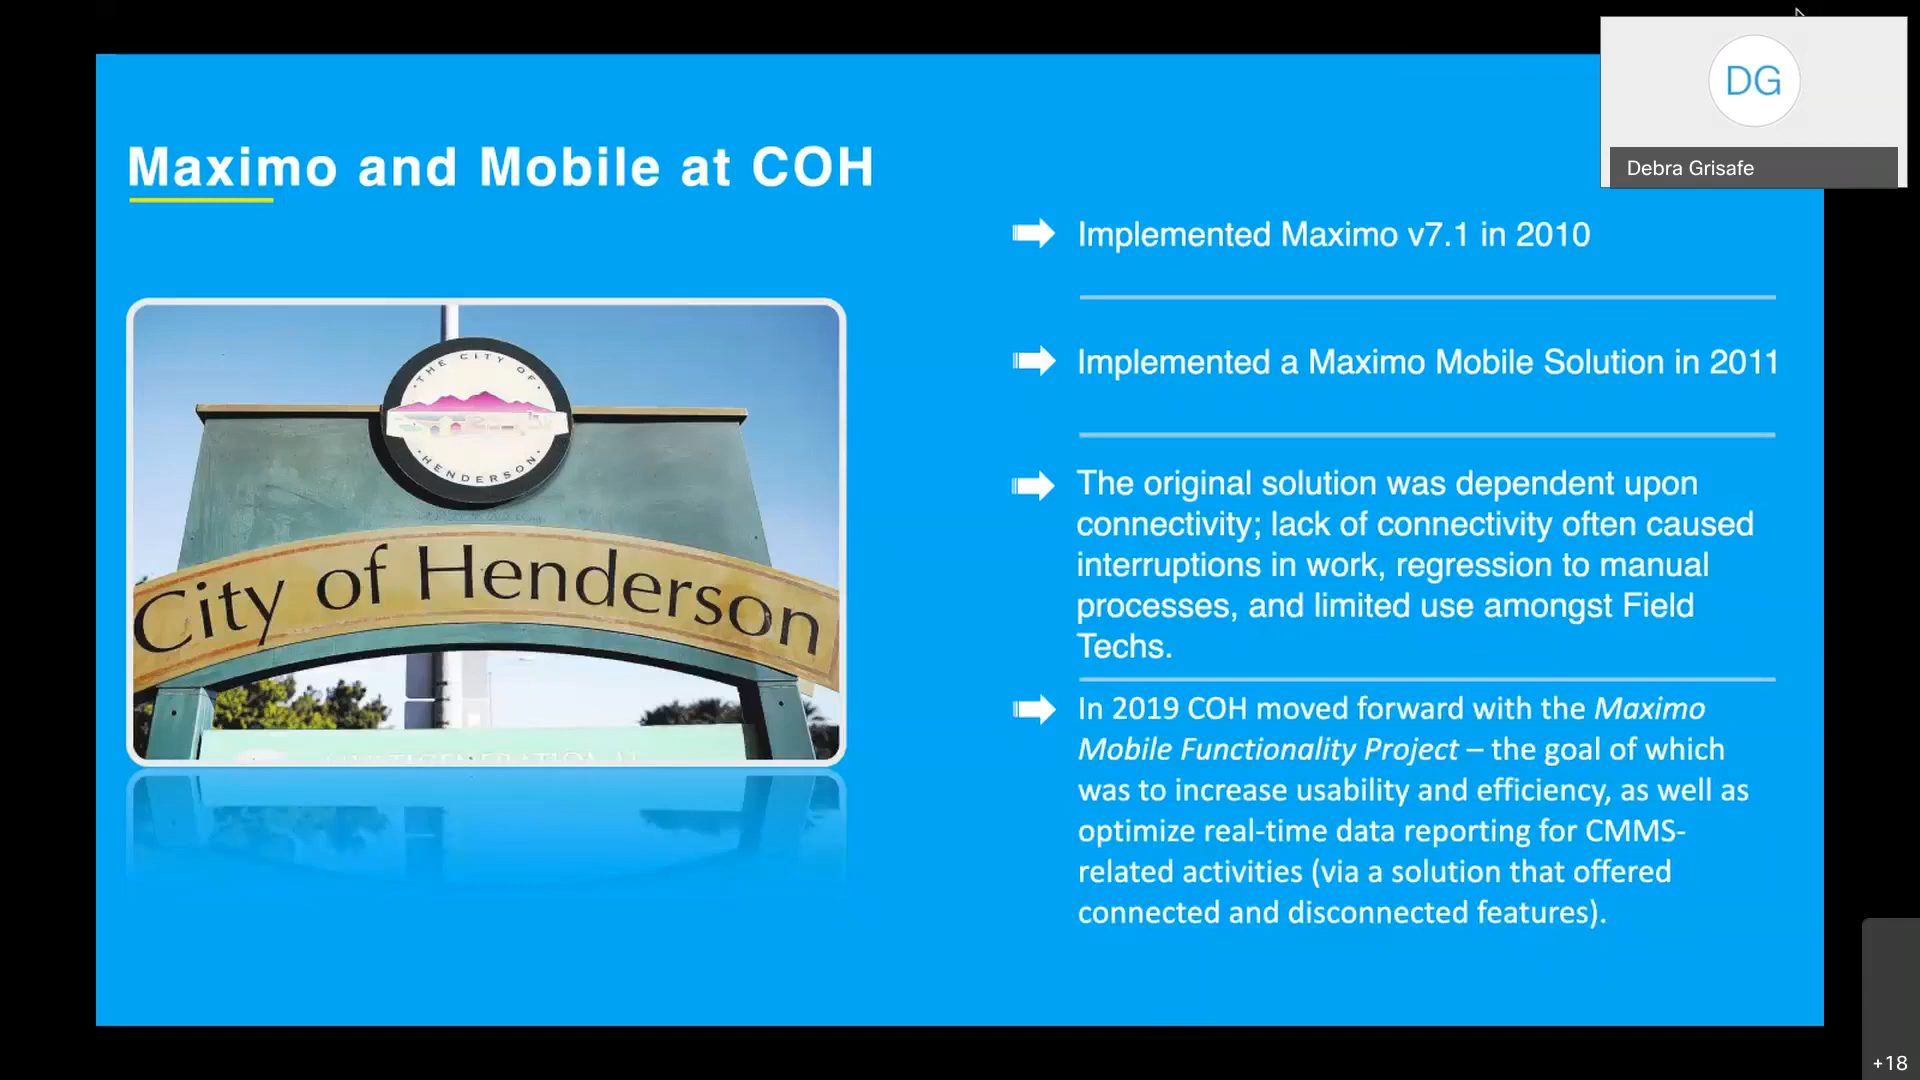 DG
Debra Grisafe
Maximo and Mobile at COH
THE CITY OF
HENDERSON
City of Henderson
Implemented Maximo v7.1 in 2010
Implemented a Maximo Mobile Solution in 2011
The original solution was dependent upon
connectivity; lack of connectivity often caused
interruptions in work, regression to manual
processes, and limited use amongst Field
Techs.
In 2019 COH moved forward with the Maximo
Mobile Functionality Project – the goal of which
was to increase usability and efficiency, as well as
optimize real-time data reporting for CMMS-
related activities (via a solution that offered
connected and disconnected features).
+18